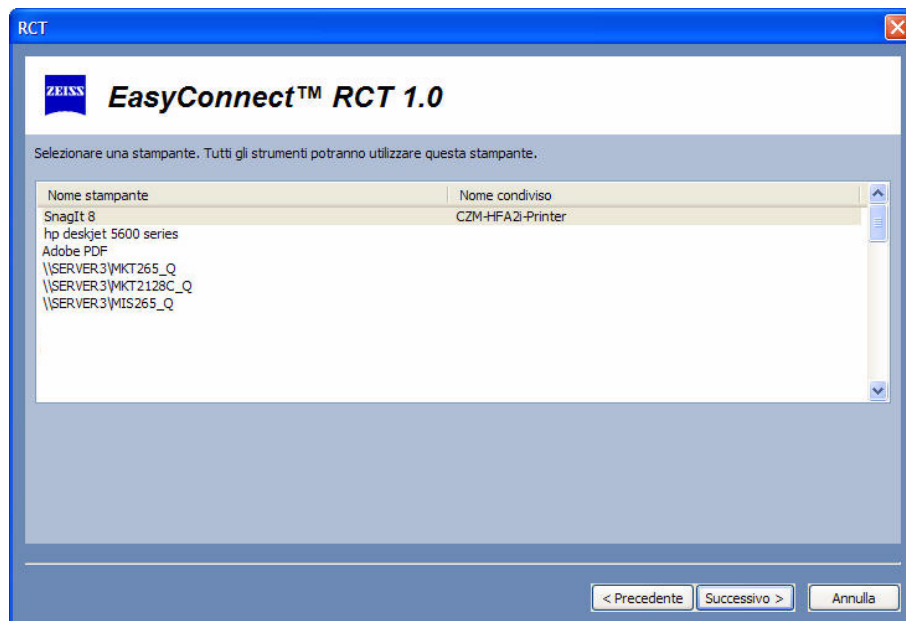 RCT
ZEISS
EasyConnect™ RCT 1.0
Selezionare una stampante. Tutti gli strumenti potranno utilizzare questa stampante.
Nome stampante Nome condiviso
SnagIt 8 CZM-HFA2i-Printer
hp deskjet 5600 series
Adobe PDF
\\SERVER3\MKT265_Q
\\SERVER3\MKT2128C_Q
\\SERVER3\MIS265_Q
< Precedente Successivo > Annulla